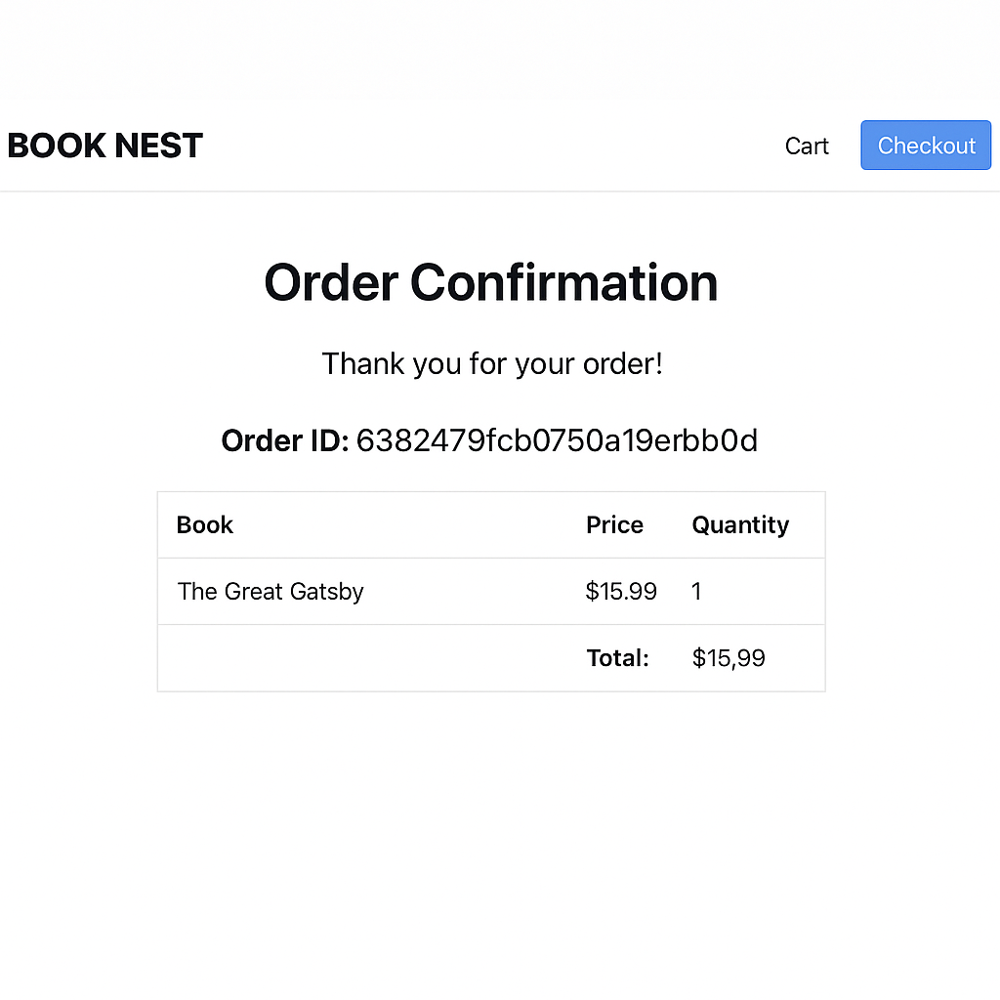 BOOK NEST Cart Checkout
Order Confirmation
Thank you for your order!
Order ID: 6382479fcb0750a19erbb0d
Book Price Quantity
The Great Gatsby $15.99 1
Total: $15,99